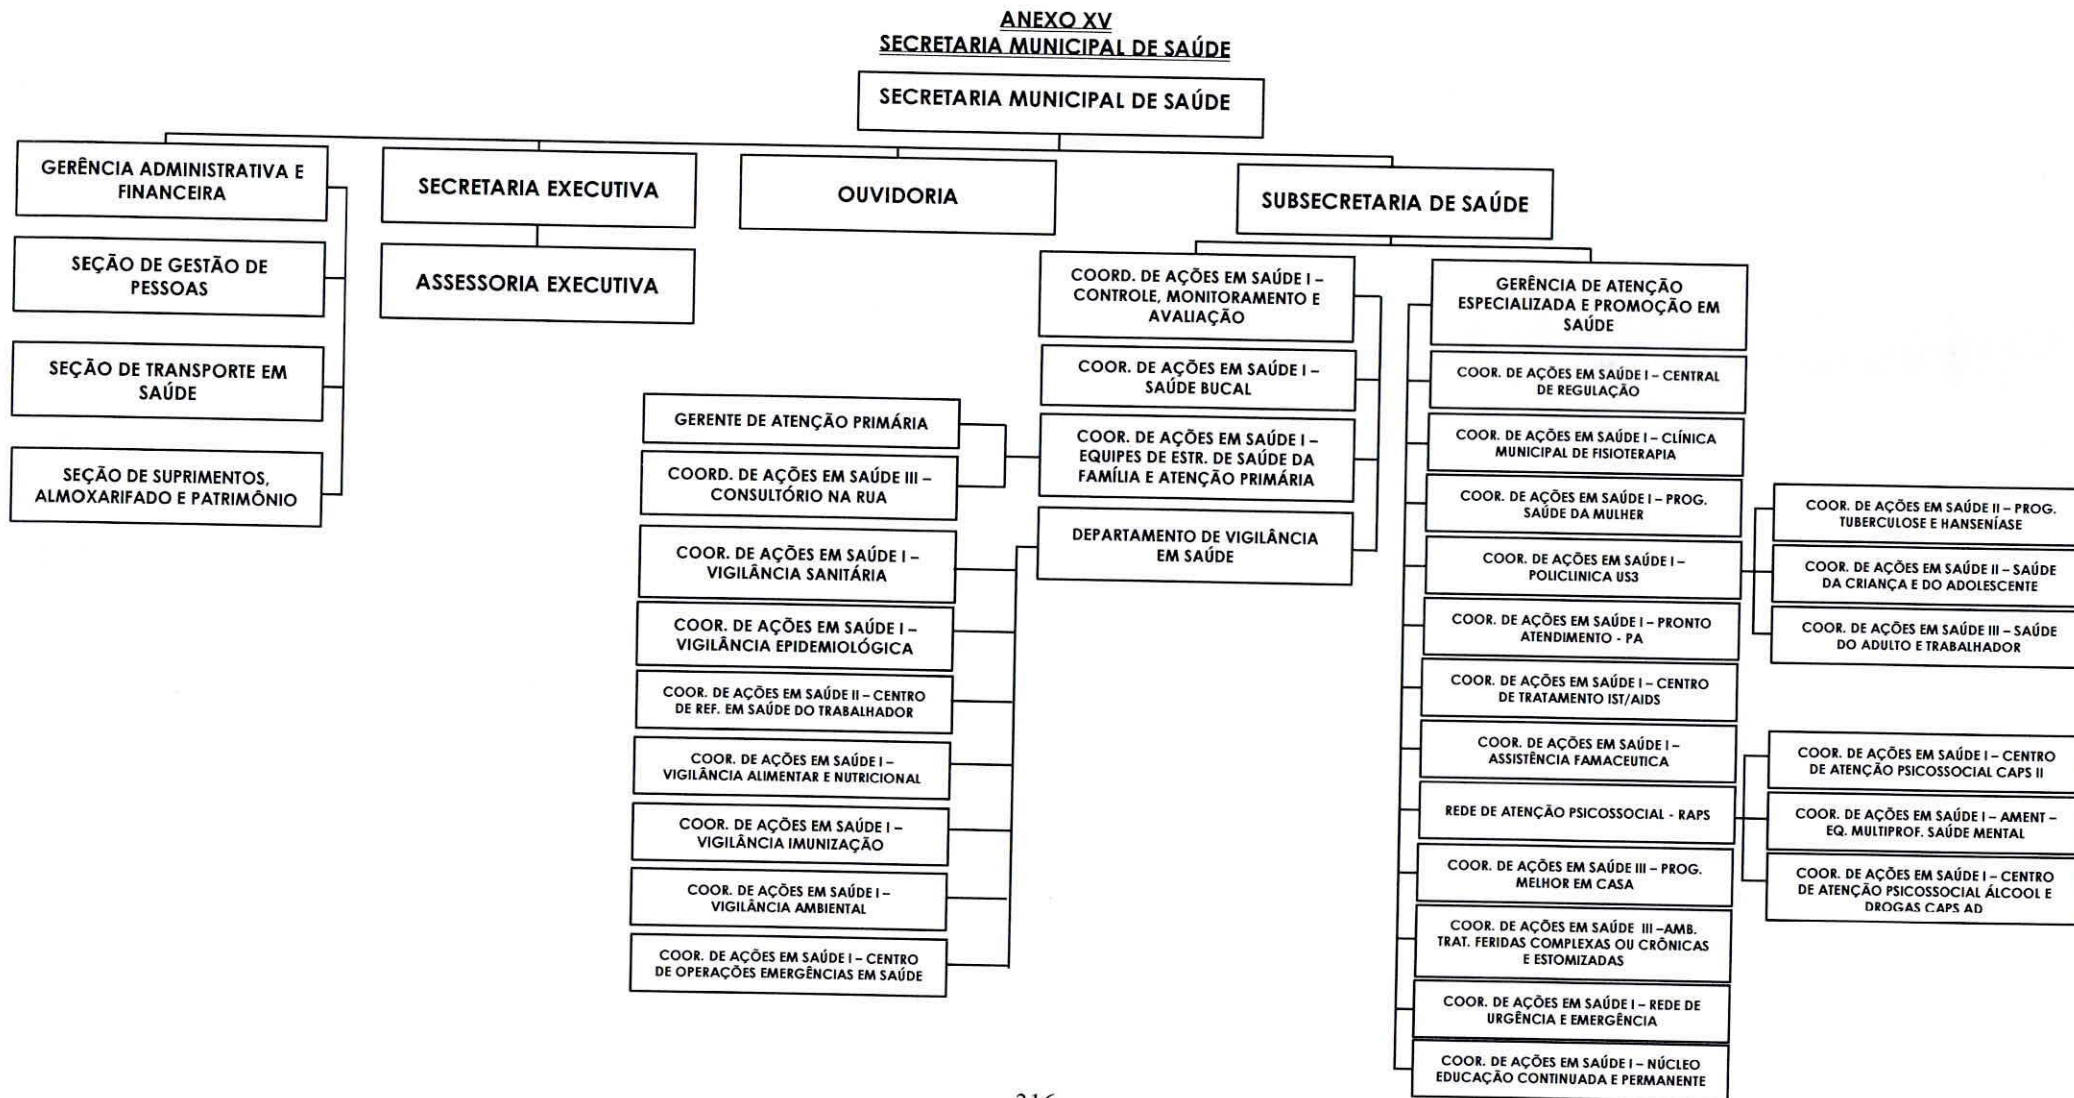 ANEXO XV
SECRETARIA MUNICIPAL DE SAÚDE
SECRETARIA MUNICIPAL DE SAÚDE
GERÊNCIA ADMINISTRATIVA E
FINANCEIRA
SEÇÃO DE GESTÃO DE
PESSOAS
SEÇÃO DE TRANSPORTE EM
SAÚDE
SEÇÃO DE SUPRIMENTOS,
ALMOXARIFADO E PATRIMÔNIO
SECRETARIA EXECUTIVA
ASSESSORIA EXECUTIVA
OUVIDORIA
SUBSECRETARIA DE SAÚDE
COORD. DE AÇÕES EM SAÚDE I –
CONTROLE, MONITORAMENTO E
AVALIAÇÃO
COOR. DE AÇÕES EM SAÚDE I –
SAÚDE BUCAL
COOR. DE AÇÕES EM SAÚDE I –
EQUIPES DE ESTR. DE SAÚDE DA
FAMÍLIA E ATENÇÃO PRIMÁRIA
DEPARTAMENTO DE VIGILÂNCIA
EM SAÚDE
GERENTE DE ATENÇÃO PRIMÁRIA
COORD. DE AÇÕES EM SAÚDE III –
CONSULTÓRIO NA RUA
COOR. DE AÇÕES EM SAÚDE I –
VIGILÂNCIA SANITÁRIA
COOR. DE AÇÕES EM SAÚDE I –
VIGILÂNCIA EPIDEMIOLÓGICA
COOR. DE AÇÕES EM SAÚDE II – CENTRO
DE REF. EM SAÚDE DO TRABALHADOR
COOR. DE AÇÕES EM SAÚDE I –
VIGILÂNCIA ALIMENTAR E NUTRICIONAL
COOR. DE AÇÕES EM SAÚDE I –
VIGILÂNCIA IMUNIZAÇÃO
COOR. DE AÇÕES EM SAÚDE I –
VIGILÂNCIA AMBIENTAL
COOR. DE AÇÕES EM SAÚDE I – CENTRO
DE OPERAÇÕES EMERGÊNCIAS EM SAÚDE
GERÊNCIA DE ATENÇÃO
ESPECIALIZADA E PROMOÇÃO EM
SAÚDE
COOR. DE AÇÕES EM SAÚDE I – CENTRAL
DE REGULAÇÃO
COOR. DE AÇÕES EM SAÚDE I – CLÍNICA
MUNICIPAL DE FISIOTERAPIA
COOR. DE AÇÕES EM SAÚDE I – PROG.
SAÚDE DA MULHER
COOR. DE AÇÕES EM SAÚDE I –
POLICLINICA US3
COOR. DE AÇÕES EM SAÚDE I – PRONTO
ATENDIMENTO - PA
COOR. DE AÇÕES EM SAÚDE I – CENTRO
DE TRATAMENTO IST/AIDS
COOR. DE AÇÕES EM SAÚDE I –
ASSISTÊNCIA FAMACEUTICA
REDE DE ATENÇÃO PSICOSSOCIAL - RAPS
COOR. DE AÇÕES EM SAÚDE III – PROG.
MELHOR EM CASA
COOR. DE AÇÕES EM SAÚDE III –AMB.
TRAT. FERIDAS COMPLEXAS OU CRÔNICAS
E ESTOMIZADAS
COOR. DE AÇÕES EM SAÚDE I – REDE DE
URGÊNCIA E EMERGÊNCIA
COOR. DE AÇÕES EM SAÚDE I – NÚCLEO
EDUCAÇÃO CONTINUADA E PERMANENTE
COOR. DE AÇÕES EM SAÚDE II – PROG.
TUBERCULOSE E HANSENÍASE
COOR. DE AÇÕES EM SAÚDE II – SAÚDE
DA CRIANÇA E DO ADOLESCENTE
COOR. DE AÇÕES EM SAÚDE III – SAÚDE
DO ADULTO E TRABALHADOR
COOR. DE AÇÕES EM SAÚDE I – CENTRO
DE ATENÇÃO PSICOSSOCIAL CAPS II
COOR. DE AÇÕES EM SAÚDE I – AMENT –
EQ. MULTIPROF. SAÚDE MENTAL
COOR. DE AÇÕES EM SAÚDE I – CENTRO
DE ATENÇÃO PSICOSSOCIAL ÁLCOOL E
DROGAS CAPS AD